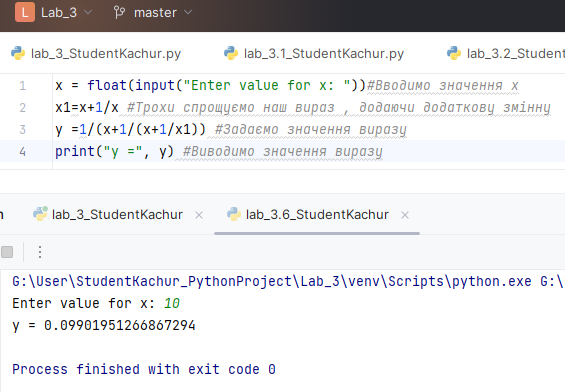 L Lab_3 master
lab_3_StudentKachur.py lab_3.1_StudentKachur.py lab_3.2_Student
1 x = float(input("Enter value for x: "))#Вводимо значення x
2 x1=x+1/x #Трохи спрощуємо наш вираз , додаючи додаткову змінну
3 y =1/(x+1/(x+1/x1)) #Задаємо значення виразу
4 print("y =", y) #Виводимо значення виразу
n lab_3_StudentKachur × lab_3.6_StudentKachur ×
G:\User\StudentKachur_PythonProject\Lab_3\venv\Scripts\python.exe G:\
Enter value for x: 10
y = 0.09901951266867294
Process finished with exit code 0